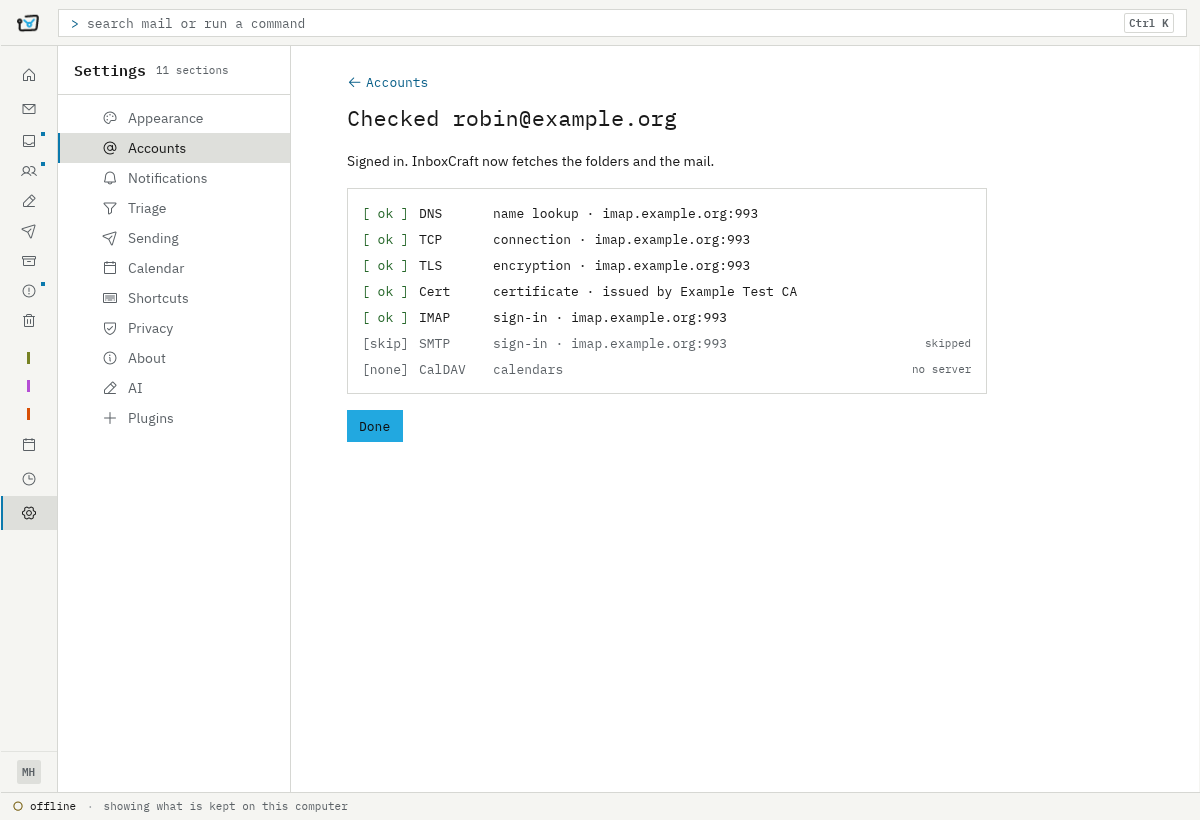 > search mail or run a command Ctrl K
Settings 11 sections
Appearance
Accounts
Notifications
Triage
Sending
Calendar
Shortcuts
Privacy
About
AI
Plugins
← Accounts
Checked robin@example.org
Signed in. InboxCraft now fetches the folders and the mail.
[ ok ] DNS name lookup · imap.example.org:993
[ ok ] TCP connection · imap.example.org:993
[ ok ] TLS encryption · imap.example.org:993
[ ok ] Cert certificate · issued by Example Test CA
[ ok ] IMAP sign-in · imap.example.org:993
[skip] SMTP sign-in · imap.example.org:993 skipped
[none] CalDAV calendars no server
Done
MH
offline · showing what is kept on this computer